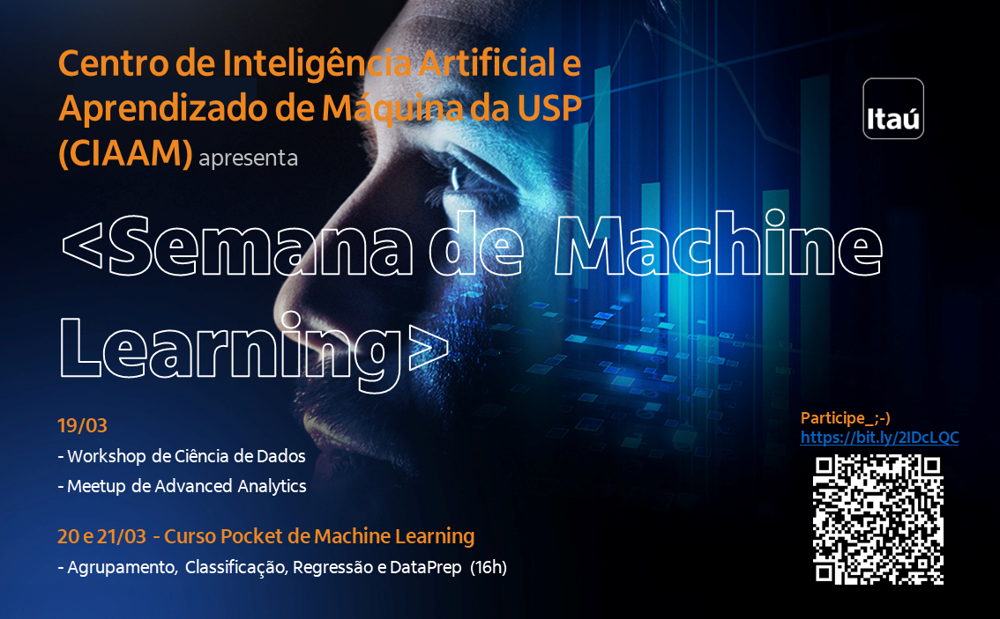 Centro de Inteligência Artificial e
Aprendizado de Máquina da USP
(CIAAM) apresenta
Itaú
<Semana de Machine
Learning>
19/03
- Workshop de Ciência de Dados
- Meetup de Advanced Analytics
20 e 21/03 - Curso Pocket de Machine Learning
- Agrupamento, Classificação, Regressão e DataPrep (16h)
Participe_;-)
https://bit.ly/2IDcLQC